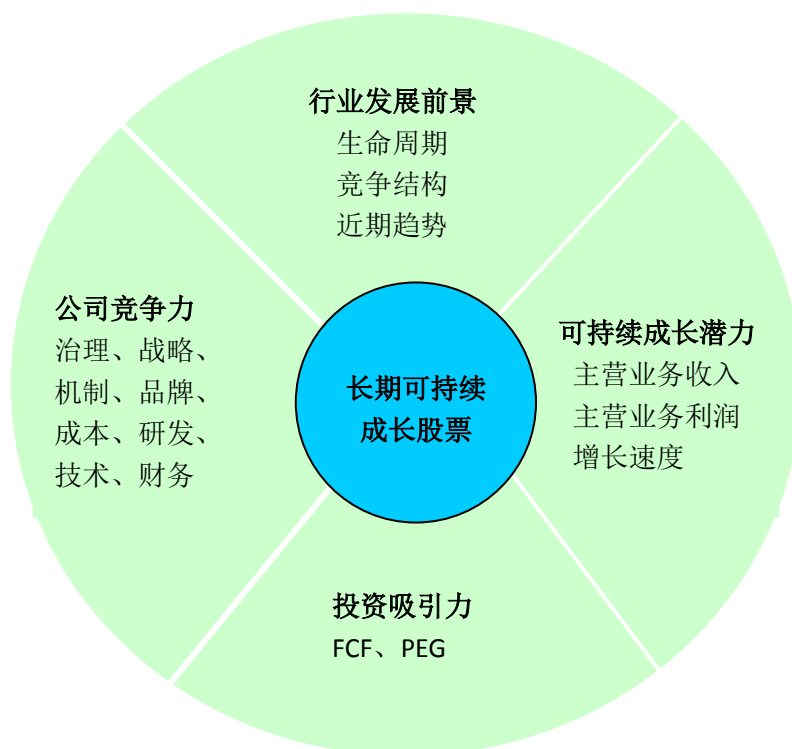 行业发展前景
生命周期
竞争结构
近期趋势
公司竞争力
治理、战略、
机制、品牌、
成本、研发、
技术、财务
长期可持续
成长股票
可持续成长潜力
主营业务收入
主营业务利润
增长速度
投资吸引力
FCF、PEG